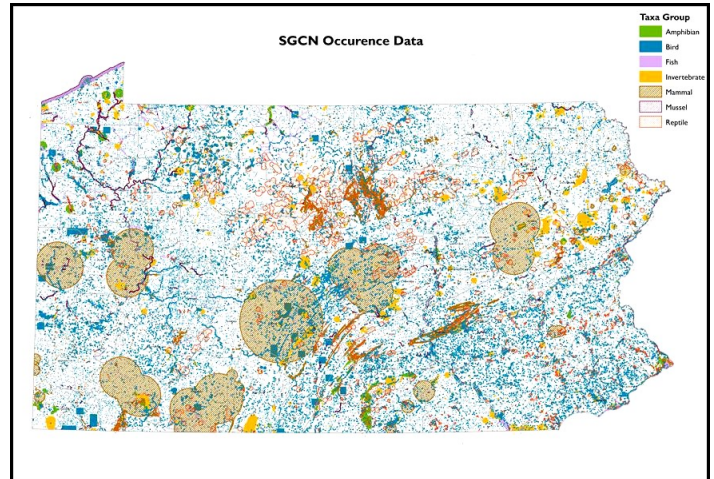 SGCN Occurence Data
Taxa Group
Amphibian
Bird
Fish
Invertebrate
Mammal
Mussel
Reptile